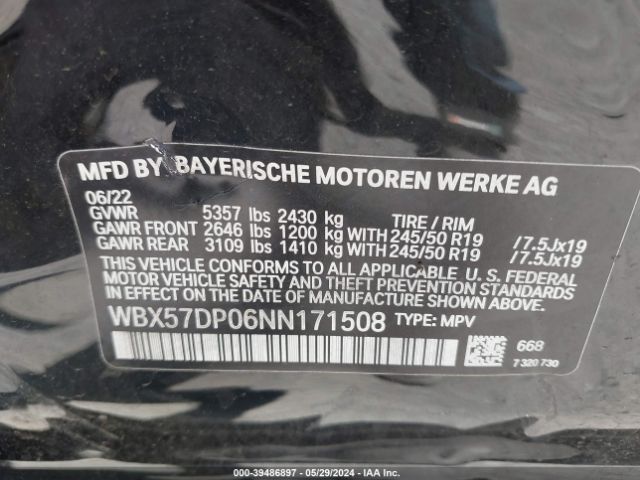 MFD BY BAYERISCHE MOTOREN WERKE AG
06/22
GVWR 5357 lbs 2430 kg TIRE / RIM
GAWR FRONT 2646 lbs 1200 kg WITH 245/50 R19 /7.5Jx19
GAWR REAR 3109 lbs 1410 kg WITH 245/50 R19 /7.5Jx19
THIS VEHICLE CONFORMS TO ALL APPLICABLE U. S. FEDERAL
MOTOR VEHICLE SAFETY AND THEFT PREVENTION STANDARDS
IN EFFECT ON THE DATE OF MANUFACTURE SHOWN ABOVE.
WBX57DP06NN171508 TYPE: MPV
668
7 320 730
000-39486897 - 05/29/2024 - IAA Inc.